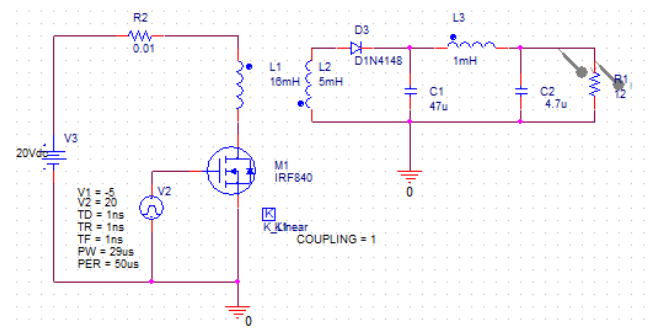 R2
0.01
D3
D1N4148
L3
1mH
L1
16mH
L2
5mH
C1
47u
C2
4.7u
R1
12
V3
20Vdc
M1
IRF840
V2
V1 = -5
V2 = 20
TD = 1ns
TR = 1ns
TF = 1ns
PW = 29us
PER = 50us
K
K_Linear
COUPLING = 1
0
0